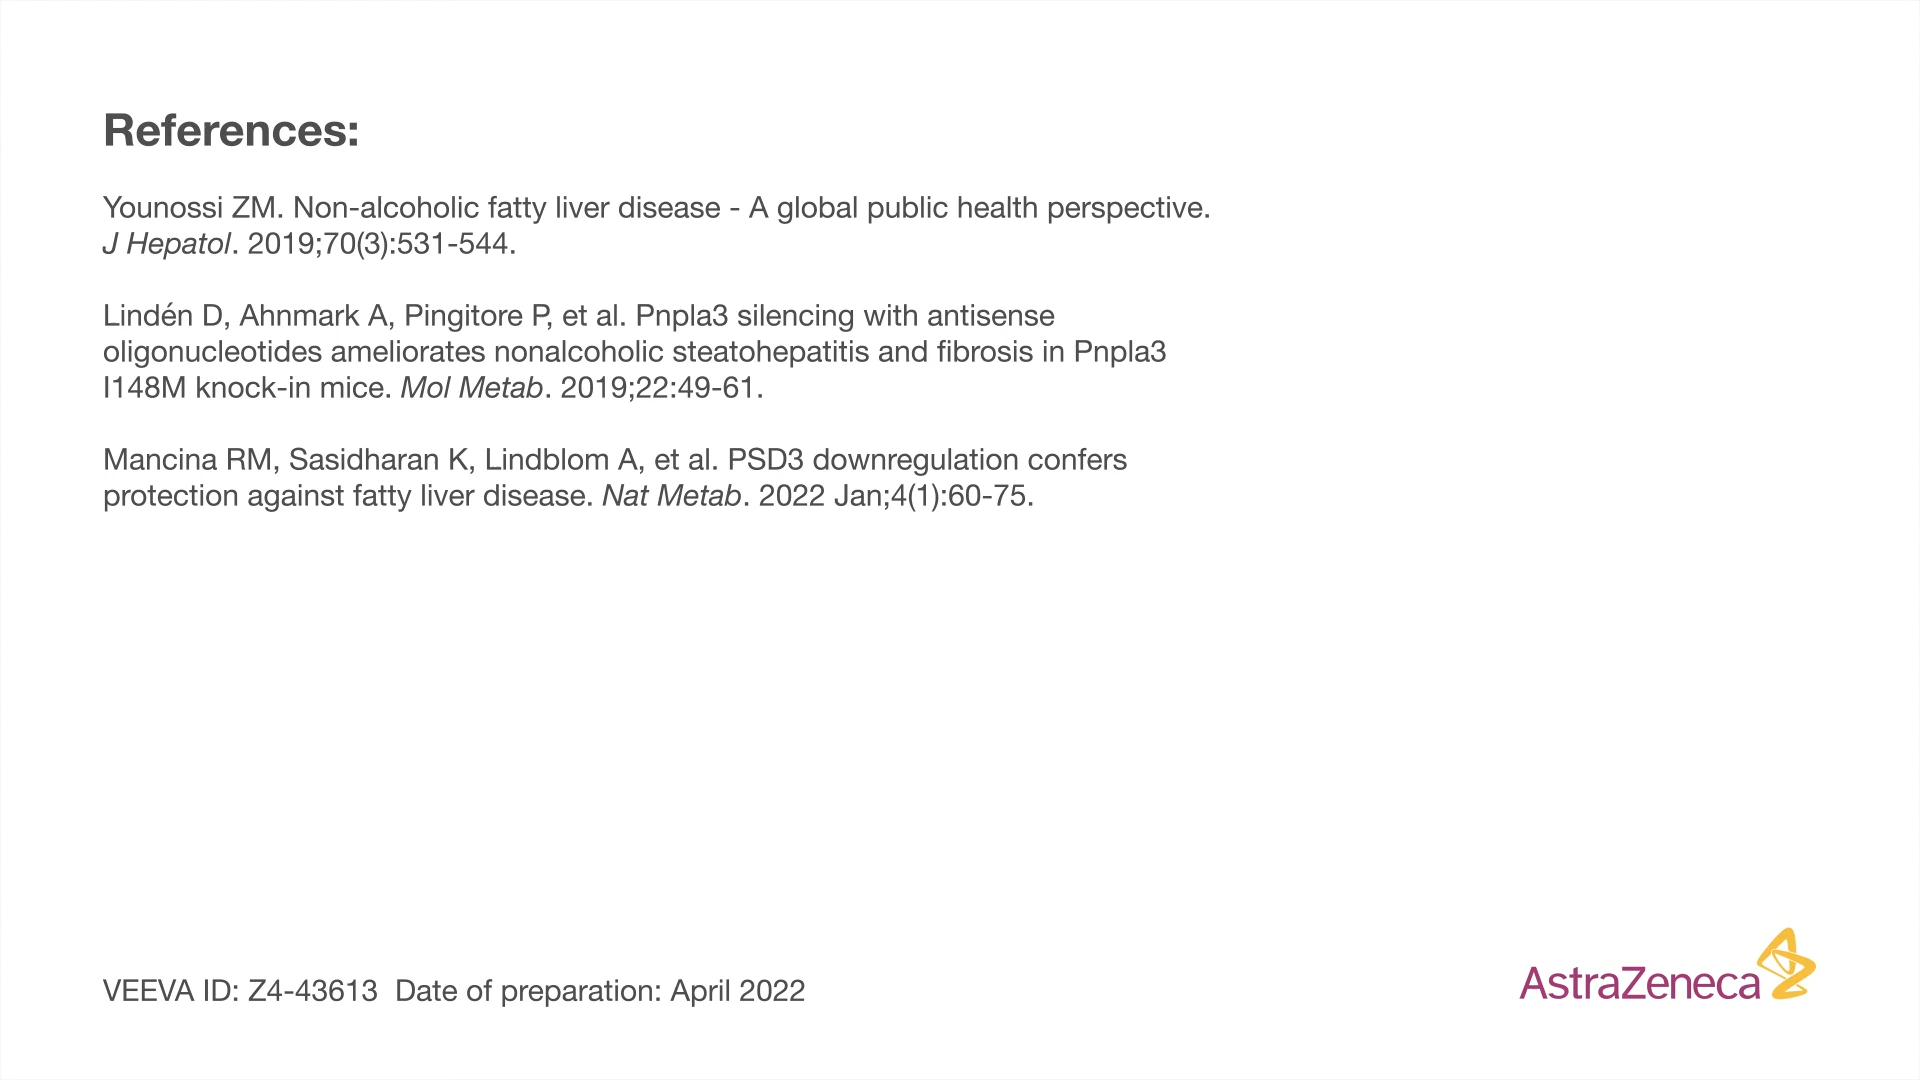 References:
Younossi ZM. Non-alcoholic fatty liver disease - A global public health perspective.
J Hepatol. 2019;70(3):531-544.
Lindén D, Ahnmark A, Pingitore P, et al. Pnpla3 silencing with antisense
oligonucleotides ameliorates nonalcoholic steatohepatitis and fibrosis in Pnpla3
I148M knock-in mice. Mol Metab. 2019;22:49-61.
Mancina RM, Sasidharan K, Lindblom A, et al. PSD3 downregulation confers
protection against fatty liver disease. Nat Metab. 2022 Jan;4(1):60-75.
VEEVA ID: Z4-43613  Date of preparation: April 2022
AstraZeneca